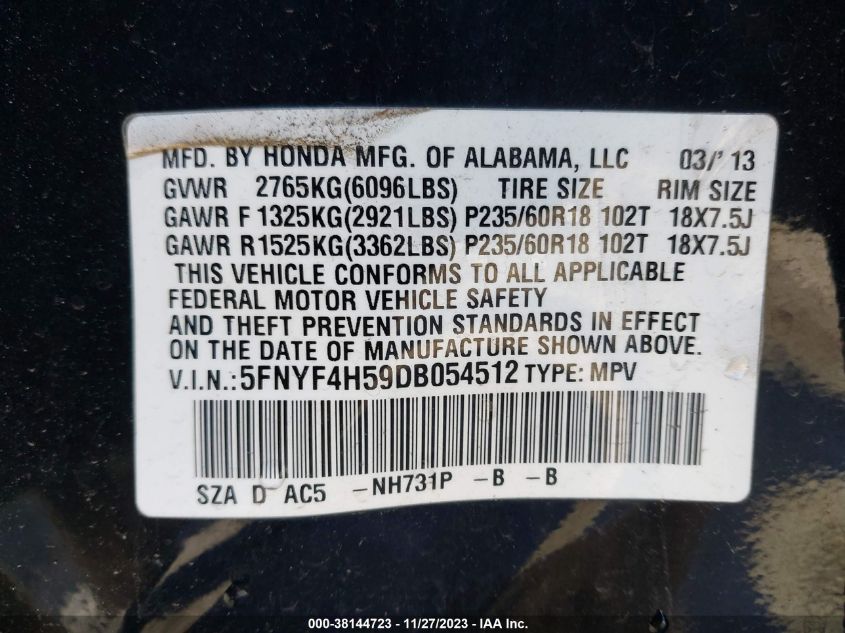 MFD. BY HONDA MFG. OF ALABAMA, LLC 03/'13
GVWR 2765KG(6096LBS) TIRE SIZE RIM SIZE
GAWR F 1325KG(2921LBS) P235/60R18 102T 18X7.5J
GAWR R 1525KG(3362LBS) P235/60R18 102T 18X7.5J
THIS VEHICLE CONFORMS TO ALL APPLICABLE
FEDERAL MOTOR VEHICLE SAFETY
AND THEFT PREVENTION STANDARDS IN EFFECT
ON THE DATE OF MANUFACTURE SHOWN ABOVE.
V.I.N.:5FNYF4H59DB054512 TYPE: MPV
SZA D AC5 -NH731P -B -B
000-38144723 - 11/27/2023 - IAA Inc.